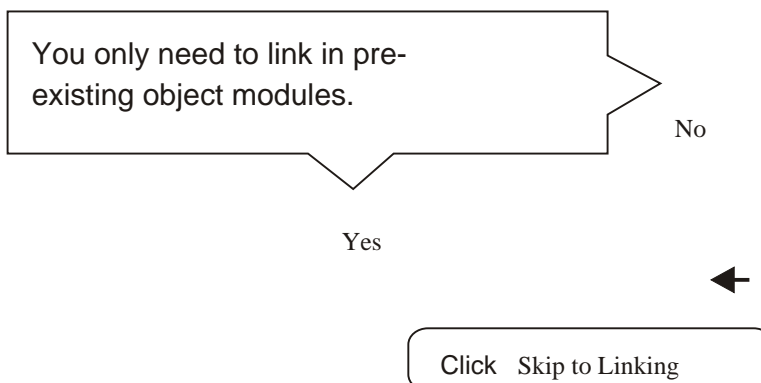 You only need to link in pre-
existing object modules.
No
Yes
Click Skip to Linking